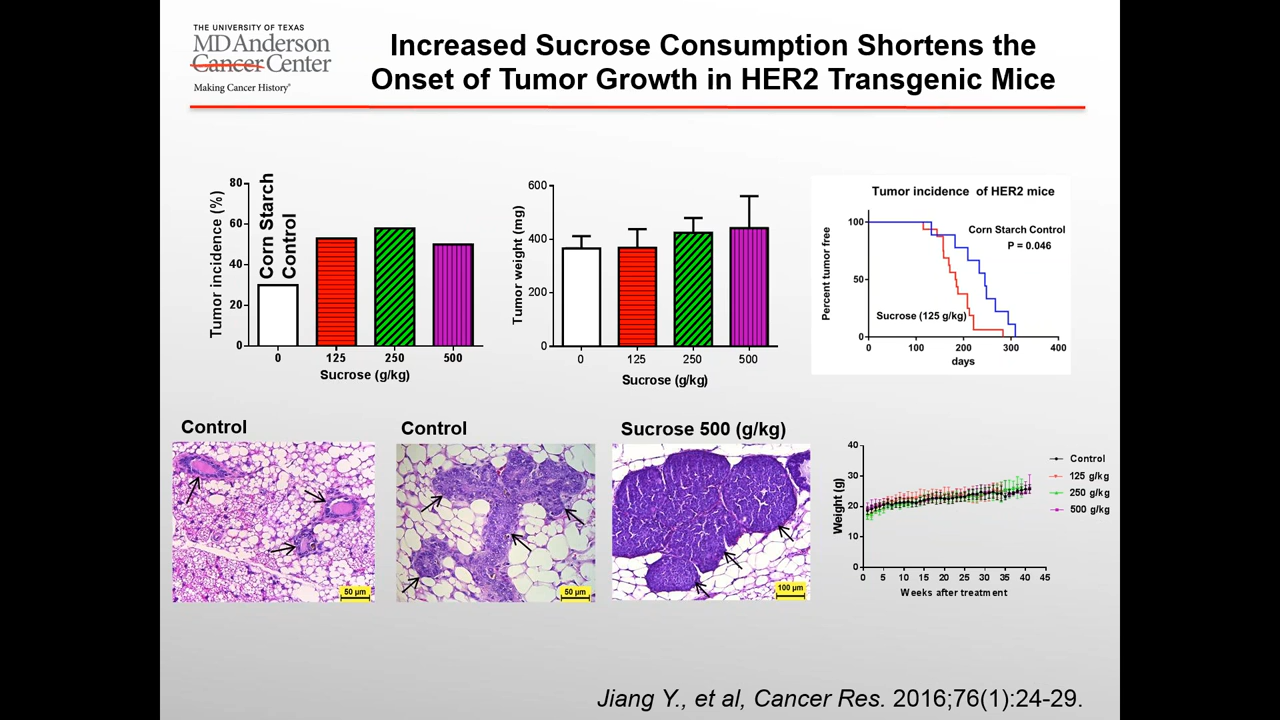 THE UNIVERSITY OF TEXAS
MD Anderson
Cancer Center
Making Cancer History®
Increased Sucrose Consumption Shortens the
Onset of Tumor Growth in HER2 Transgenic Mice
Tumor incidence (%)
80
60
40
20
0
Corn Starch
Control
0 125 250 500
Sucrose (g/kg)
Tumor weight (mg)
600
400
200
0
0 125 250 500
Sucrose (g/kg)
Tumor incidence of HER2 mice
Percent tumor free
100
50
0
Corn Starch Control
P = 0.046
Sucrose (125 g/kg)
0 100 200 300 400
days
Control
50 µm
Control
50 µm
Sucrose 500 (g/kg)
100 µm
Weight (g)
40
30
20
10
0
Control
125 g/kg
250 g/kg
500 g/kg
0 5 10 15 20 25 30 35 40 45
Weeks after treatment
Jiang Y., et al, Cancer Res. 2016;76(1):24-29.